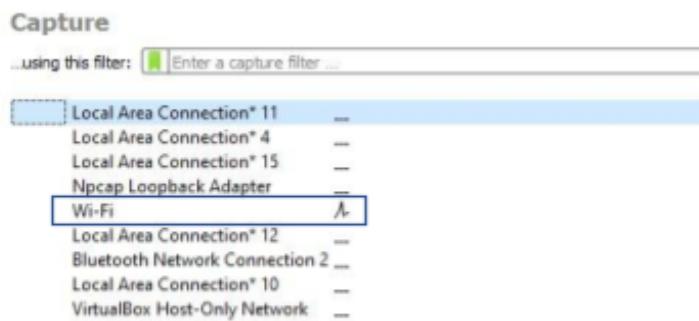 Capture
...using this filter: Enter a capture filter ...
Local Area Connection* 11
Local Area Connection* 4
Local Area Connection* 15
Npcap Loopback Adapter
Wi-Fi
Local Area Connection* 12
Bluetooth Network Connection 2
Local Area Connection* 10
VirtualBox Host-Only Network